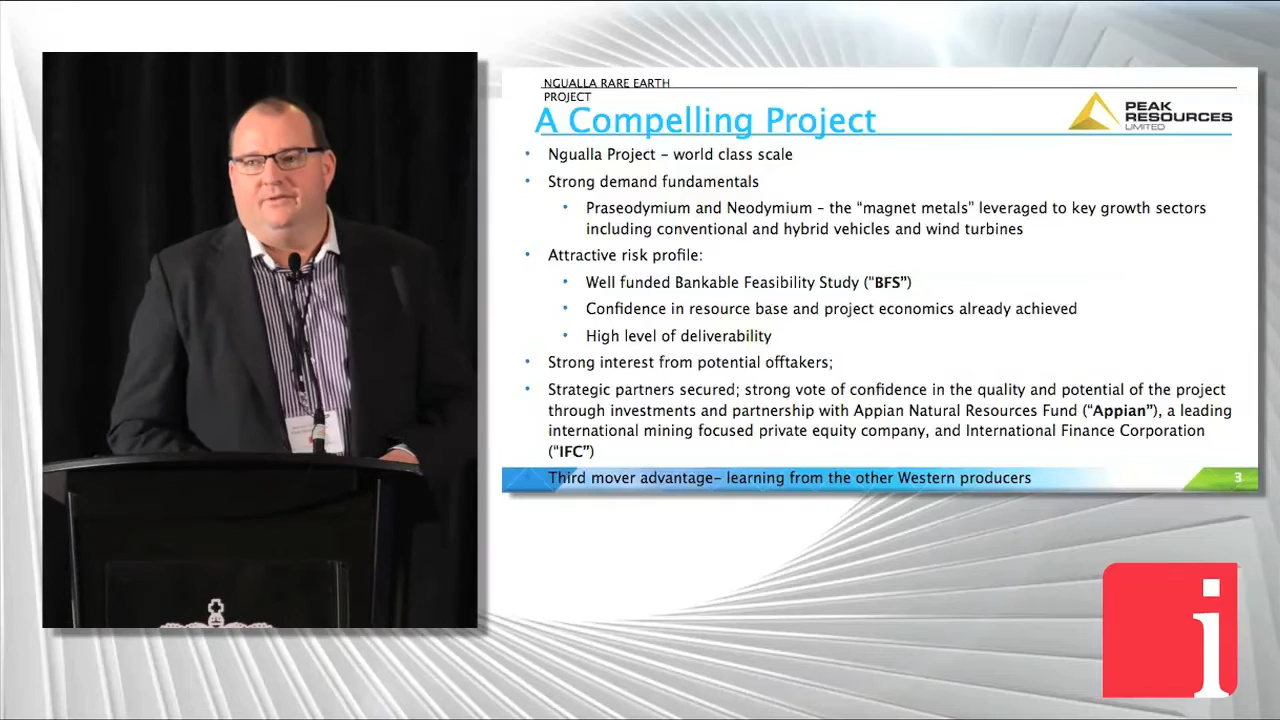 NGUALLA RARE EARTH
PROJECT
A Compelling Project
PEAK
RESOURCES
LIMITED
• Ngualla Project – world class scale
• Strong demand fundamentals
• Praseodymium and Neodymium – the “magnet metals” leveraged to key growth sectors
including conventional and hybrid vehicles and wind turbines
• Attractive risk profile:
• Well funded Bankable Feasibility Study (“BFS”)
• Confidence in resource base and project economics already achieved
• High level of deliverability
• Strong interest from potential offtakers;
• Strategic partners secured; strong vote of confidence in the quality and potential of the project
through investments and partnership with Appian Natural Resources Fund (“Appian”), a leading
international mining focused private equity company, and International Finance Corporation
(“IFC”)
• Third mover advantage– learning from the other Western producers
3
i